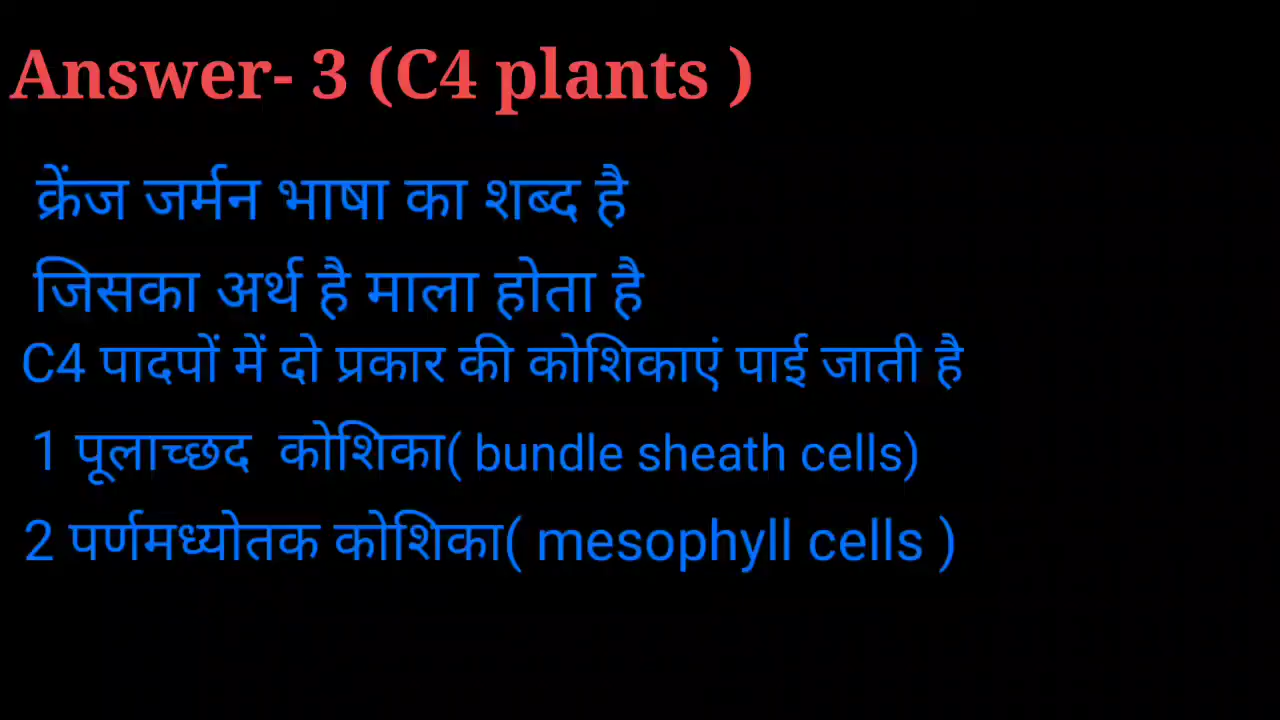 Answer- 3 (C4 plants )
क्रेंज जर्मन भाषा का शब्द है
जिसका अर्थ है माला होता है
C4 पादपों में दो प्रकार की कोशिकाएं पाई जाती है
1 पूलाच्छद कोशिका( bundle sheath cells)
2 पर्णमध्योतक कोशिका( mesophyll cells )